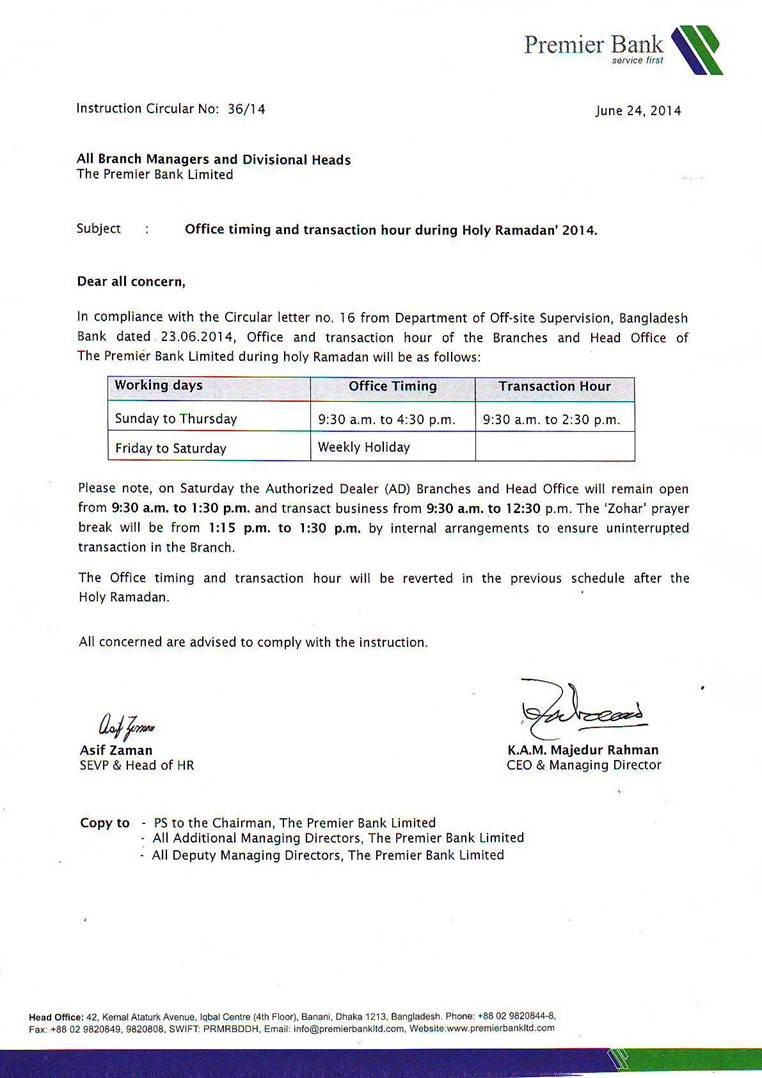 Premier Bank
service first
Instruction Circular No: 36/14 June 24, 2014
All Branch Managers and Divisional Heads
The Premier Bank Limited
Subject : Office timing and transaction hour during Holy Ramadan' 2014.
Dear all concern,
In compliance with the Circular letter no. 16 from Department of Off-site Supervision, Bangladesh
Bank dated 23.06.2014, Office and transaction hour of the Branches and Head Office of
The Premier Bank Limited during holy Ramadan will be as follows:
Working days Office Timing Transaction Hour
Sunday to Thursday 9:30 a.m. to 4:30 p.m. 9:30 a.m. to 2:30 p.m.
Friday to Saturday Weekly Holiday
Please note, on Saturday the Authorized Dealer (AD) Branches and Head Office will remain open
from 9:30 a.m. to 1:30 p.m. and transact business from 9:30 a.m. to 12:30 p.m. The ‘Zohar’ prayer
break will be from 1:15 p.m. to 1:30 p.m. by internal arrangements to ensure uninterrupted
transaction in the Branch.
The Office timing and transaction hour will be reverted in the previous schedule after the
Holy Ramadan.
All concerned are advised to comply with the instruction.
Asif Zaman
Asif Zaman K.A.M. Majedur Rahman
SEVP & Head of HR CEO & Managing Director
Copy to - PS to the Chairman, The Premier Bank Limited
- All Additional Managing Directors, The Premier Bank Limited
- All Deputy Managing Directors, The Premier Bank Limited
Head Office: 42, Kemal Ataturk Avenue, Iqbal Centre (4th Floor), Banani, Dhaka 1213, Bangladesh. Phone: +88 02 9820844-8,
Fax: +88 02 9820849, 9820808, SWIFT: PRMRBDDH, Email: info@premierbankltd.com, Website:www.premierbankltd.com